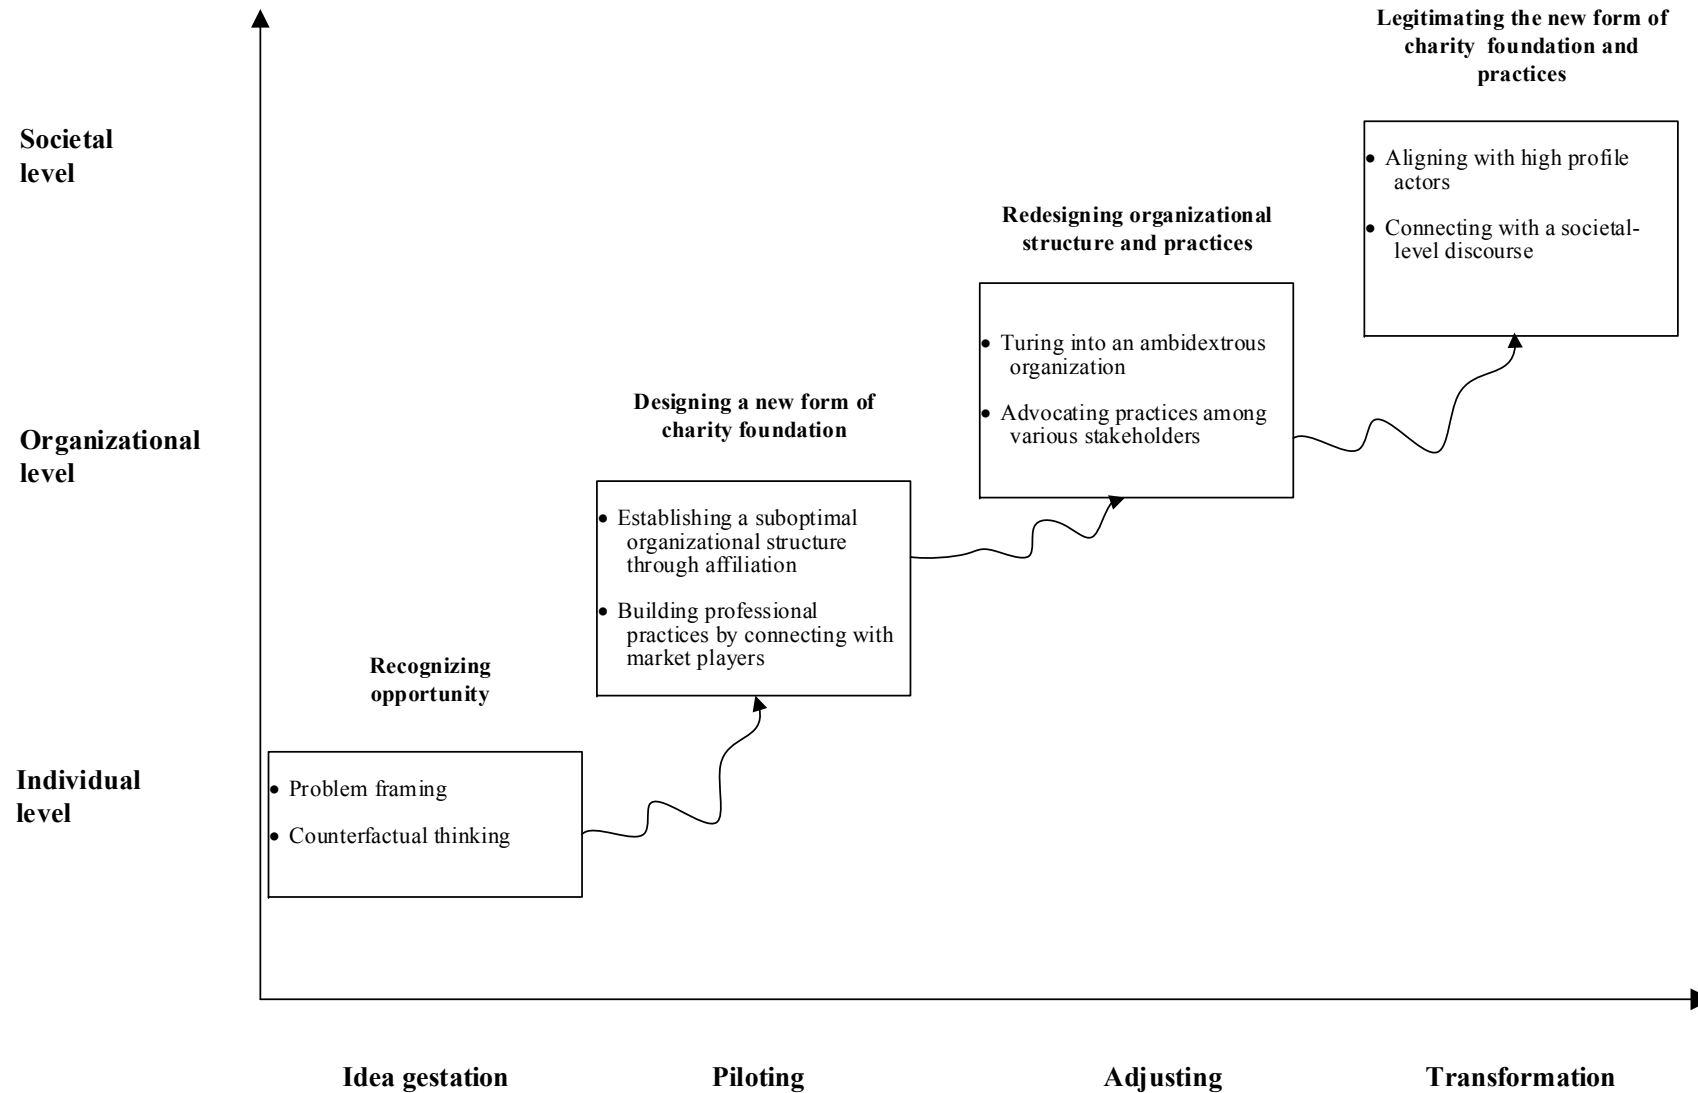 Legitimating the new form of
charity foundation and
practices
Societal
level
• Aligning with high profile
actors
• Connecting with a societal-
level discourse
Redesigning organizational
structure and practices
• Turing into an ambidextrous
organization
• Advocating practices among
various stakeholders
Organizational
level
Designing a new form of
charity foundation
• Establishing a suboptimal
organizational structure
through affiliation
• Building professional
practices by connecting with
market players
Recognizing
opportunity
Individual
level
• Problem framing
• Counterfactual thinking
Idea gestation
Piloting
Adjusting
Transformation